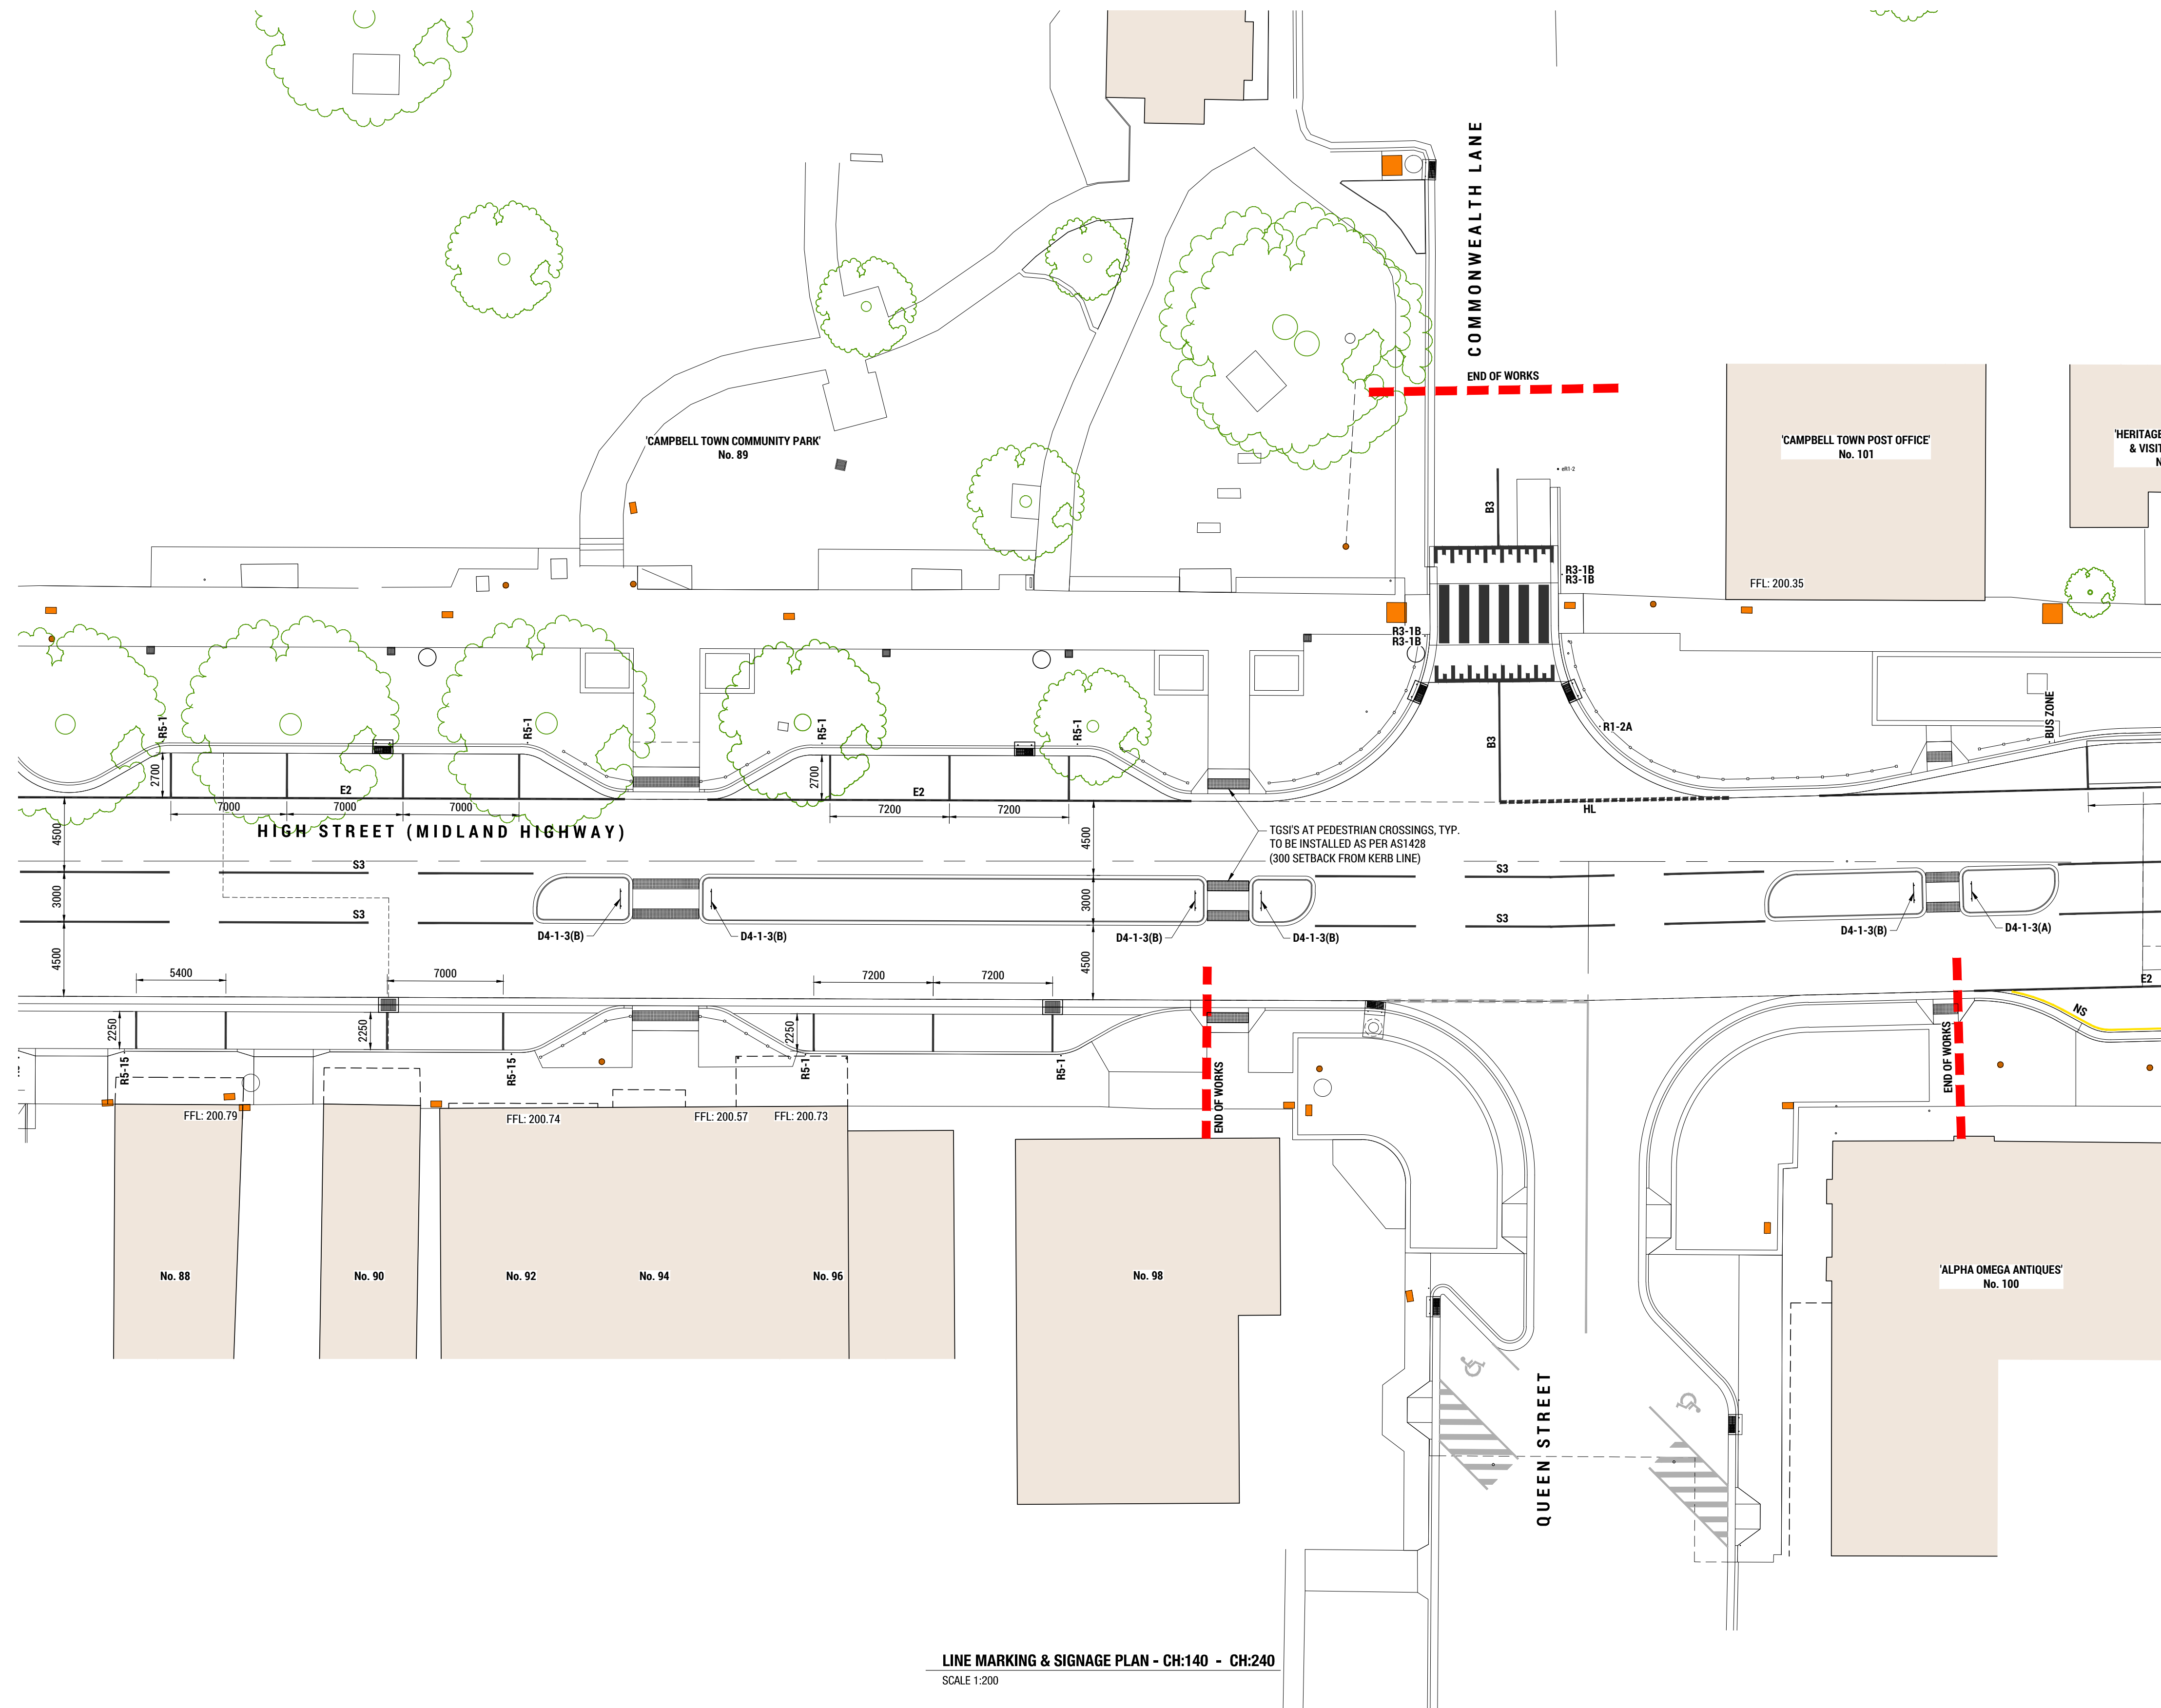 COMMONWEALTH LANE
END OF WORKS
'CAMPBELL TOWN COMMUNITY PARK'
No. 89
'CAMPBELL TOWN POST OFFICE'
No. 101
'HERITAGE
& VISIT
N
eR1-2
B3
R3-1B
R3-1B
FFL: 200.35
R3-1B
R3-1B
R5-1
R5-1
R5-1
R5-1
R1-2A
BUS ZONE
B3
2700
2700
E2
E2
7000
7000
7000
7200
7200
HL
HIGH STREET (MIDLAND HIGHWAY)
4500
4500
TGSI'S AT PEDESTRIAN CROSSINGS, TYP.
TO BE INSTALLED AS PER AS1428
(300 SETBACK FROM KERB LINE)
S3
S3
3000
3000
S3
S3
D4-1-3(B)
D4-1-3(B)
D4-1-3(B)
D4-1-3(B)
D4-1-3(B)
D4-1-3(A)
4500
4500
5400
7000
7200
7200
E2
NS
2250
2250
2250
R5-15
R5-15
R5-1
R5-1
END OF WORKS
END OF WORKS
FFL: 200.79
FFL: 200.74
FFL: 200.57
FFL: 200.73
No. 88
No. 90
No. 92
No. 94
No. 96
No. 98
'ALPHA OMEGA ANTIQUES'
No. 100
QUEEN STREET
LINE MARKING & SIGNAGE PLAN - CH:140 - CH:240
SCALE 1:200